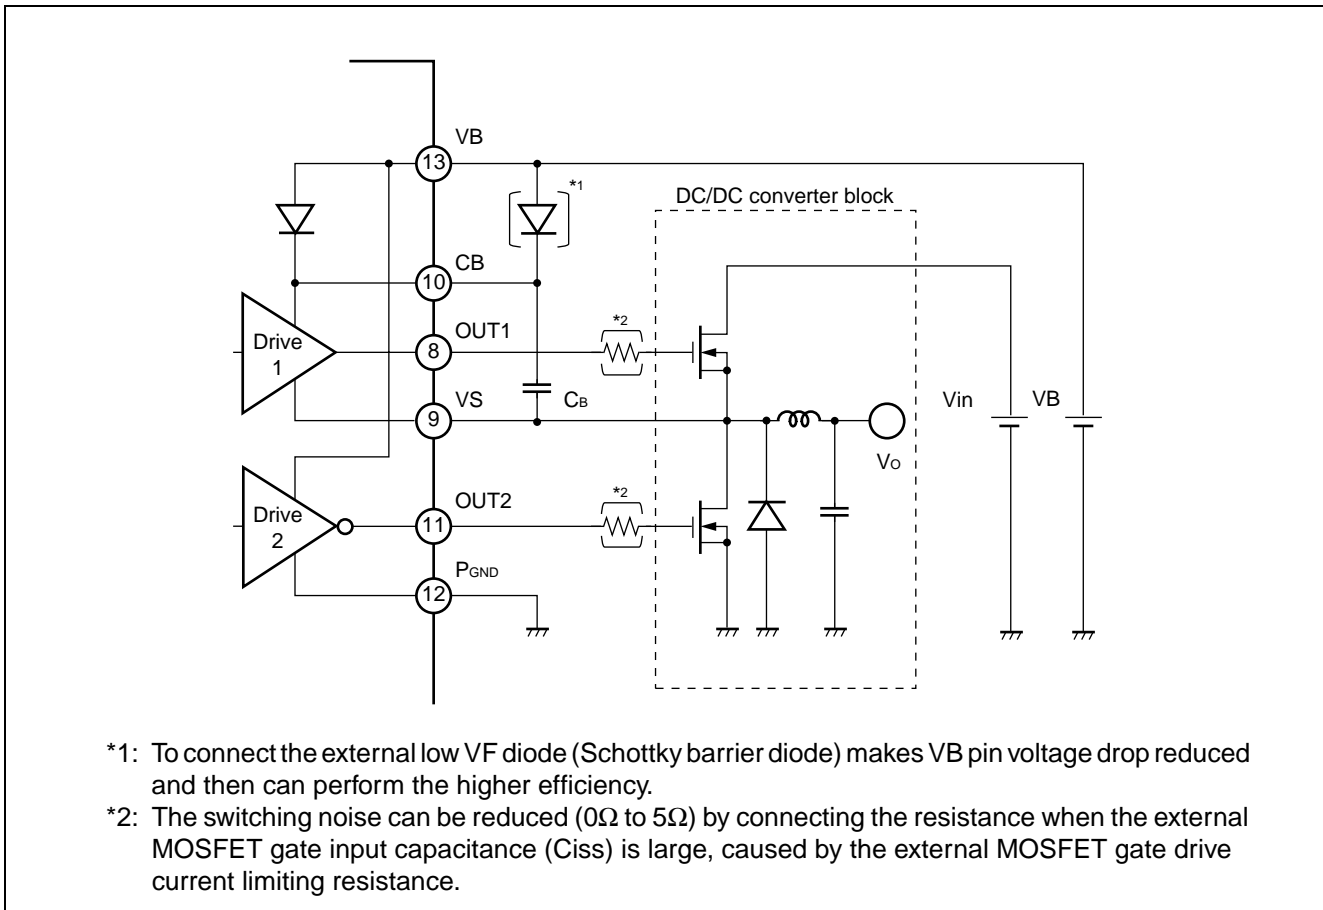 VB
13
*1
DC/DC converter block
CB
10
*2
OUT1
Drive
1
8
VS
CB
9
Vin
VB
VO
*2
OUT2
Drive
2
11
PGND
12
*1: To connect the external low VF diode (Schottky barrier diode) makes VB pin voltage drop reduced
and then can perform the higher efficiency.
*2: The switching noise can be reduced (0Ω to 5Ω) by connecting the resistance when the external
MOSFET gate input capacitance (Ciss) is large, caused by the external MOSFET gate drive
current limiting resistance.